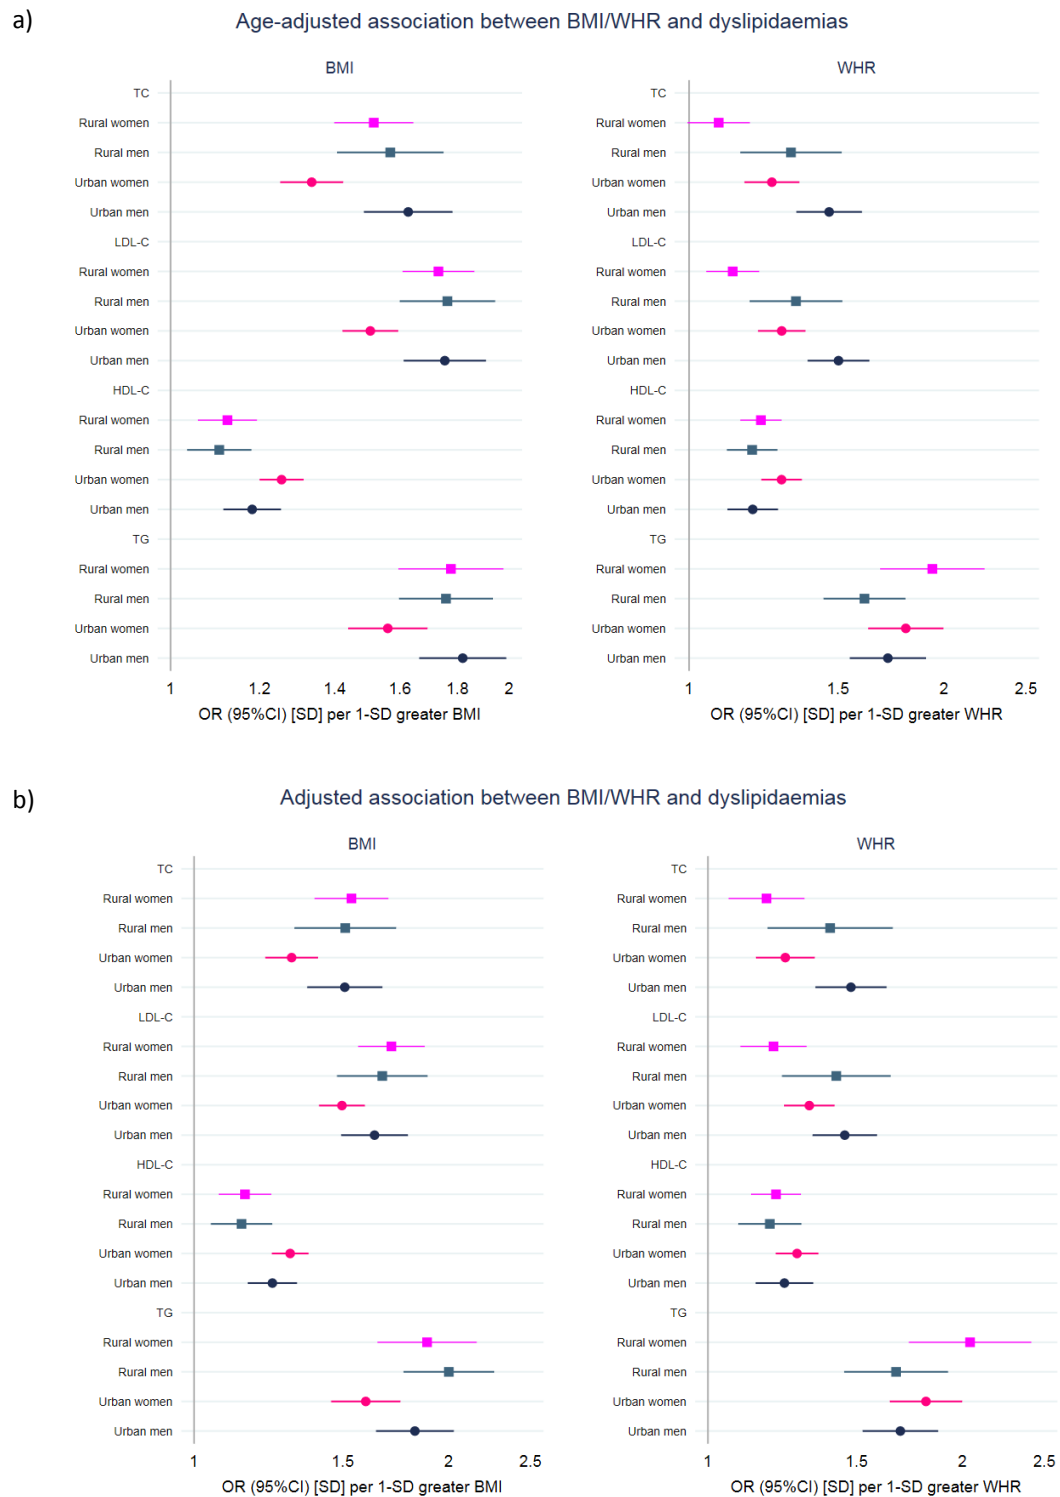 a)
Age-adjusted association between BMI/WHR and dyslipidaemias
BMI
TC
Rural women
Rural men
Urban women
Urban men
LDL-C
Rural women
Rural men
Urban women
Urban men
HDL-C
Rural women
Rural men
Urban women
Urban men
TG
Rural women
Rural men
Urban women
Urban men
1 1.2 1.4 1.6 1.8 2
OR (95%CI) [SD] per 1-SD greater BMI
WHR
TC
Rural women
Rural men
Urban women
Urban men
LDL-C
Rural women
Rural men
Urban women
Urban men
HDL-C
Rural women
Rural men
Urban women
Urban men
TG
Rural women
Rural men
Urban women
Urban men
1 1.5 2 2.5
OR (95%CI) [SD] per 1-SD greater WHR
b)
Adjusted association between BMI/WHR and dyslipidaemias
BMI
TC
Rural women
Rural men
Urban women
Urban men
LDL-C
Rural women
Rural men
Urban women
Urban men
HDL-C
Rural women
Rural men
Urban women
Urban men
TG
Rural women
Rural men
Urban women
Urban men
1 1.5 2 2.5
OR (95%CI) [SD] per 1-SD greater BMI
WHR
TC
Rural women
Rural men
Urban women
Urban men
LDL-C
Rural women
Rural men
Urban women
Urban men
HDL-C
Rural women
Rural men
Urban women
Urban men
TG
Rural women
Rural men
Urban women
Urban men
1 1.5 2 2.5
OR (95%CI) [SD] per 1-SD greater WHR